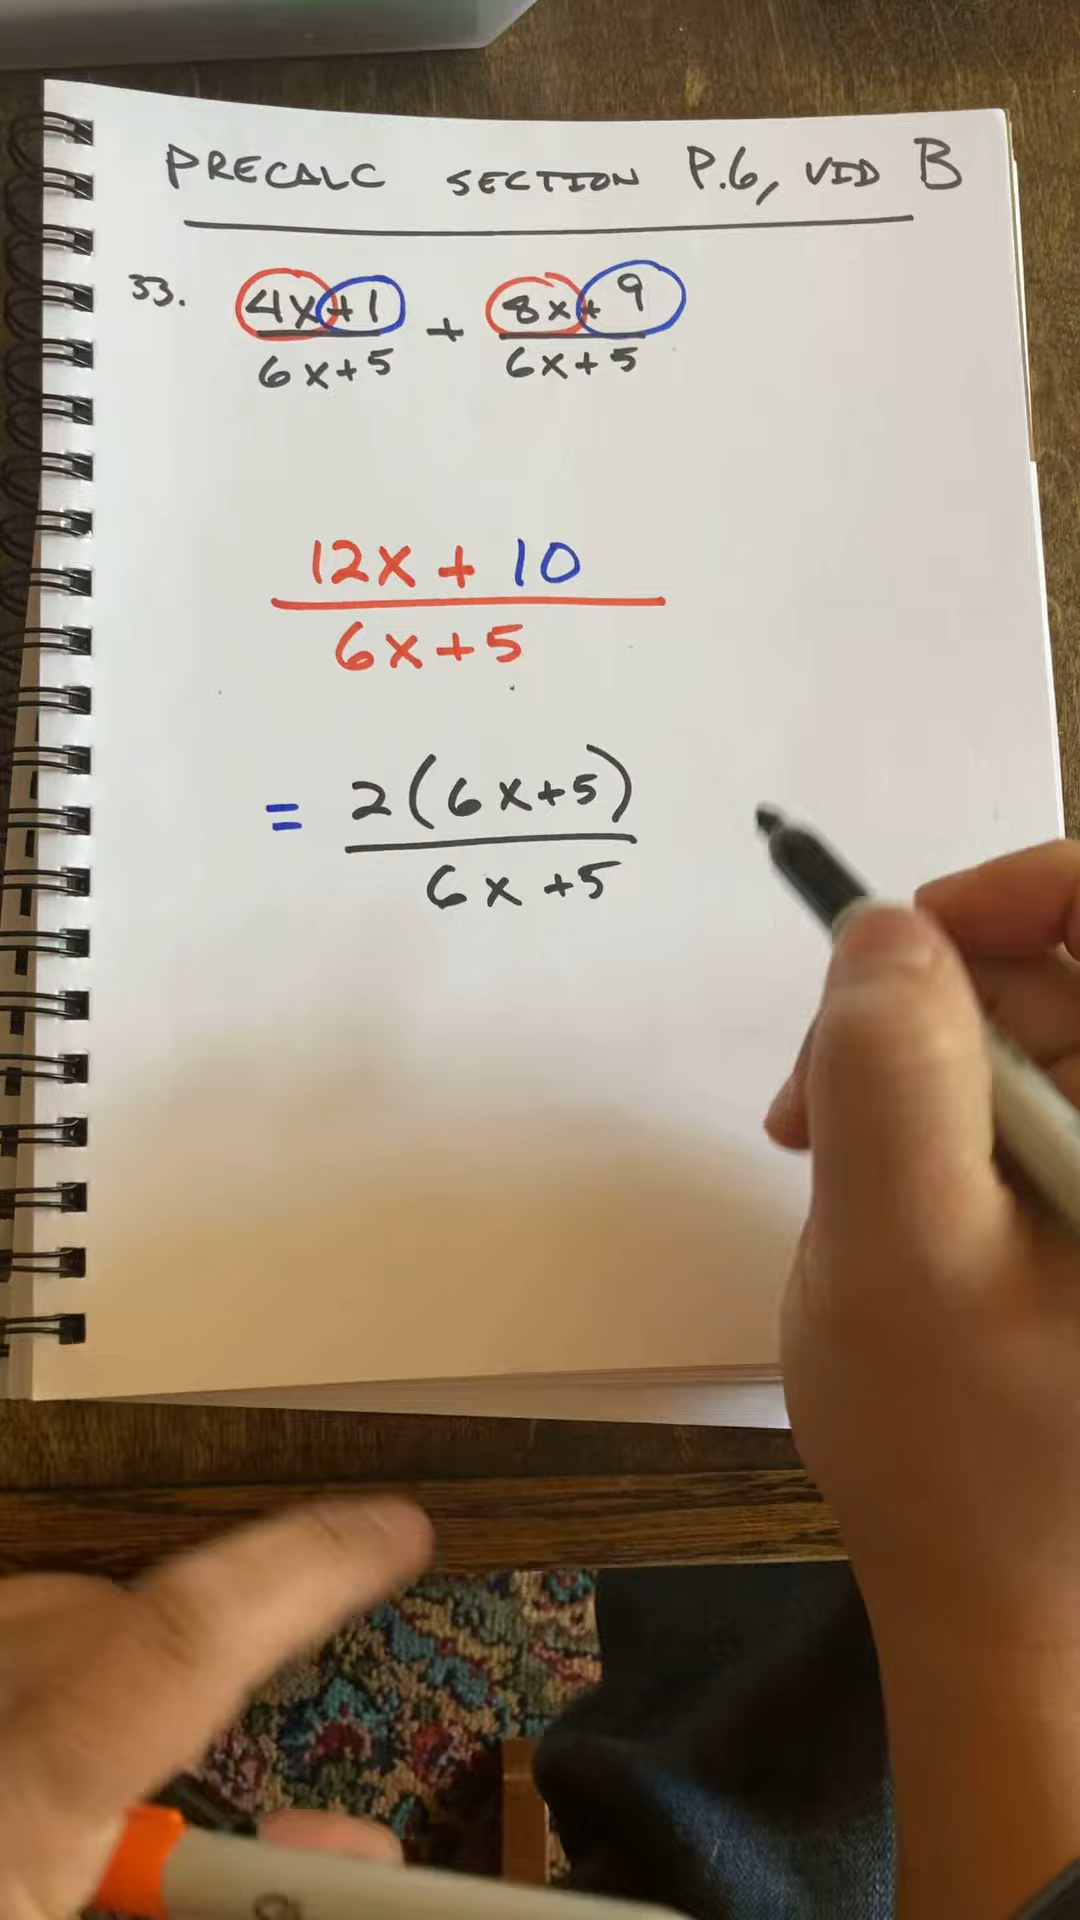 PRECALC SECTION P.6, VID B
33. 4x+1 + 8x+9
6x+5 6x+5
12x + 10
6x+5
= 2(6x+5)
6x+5